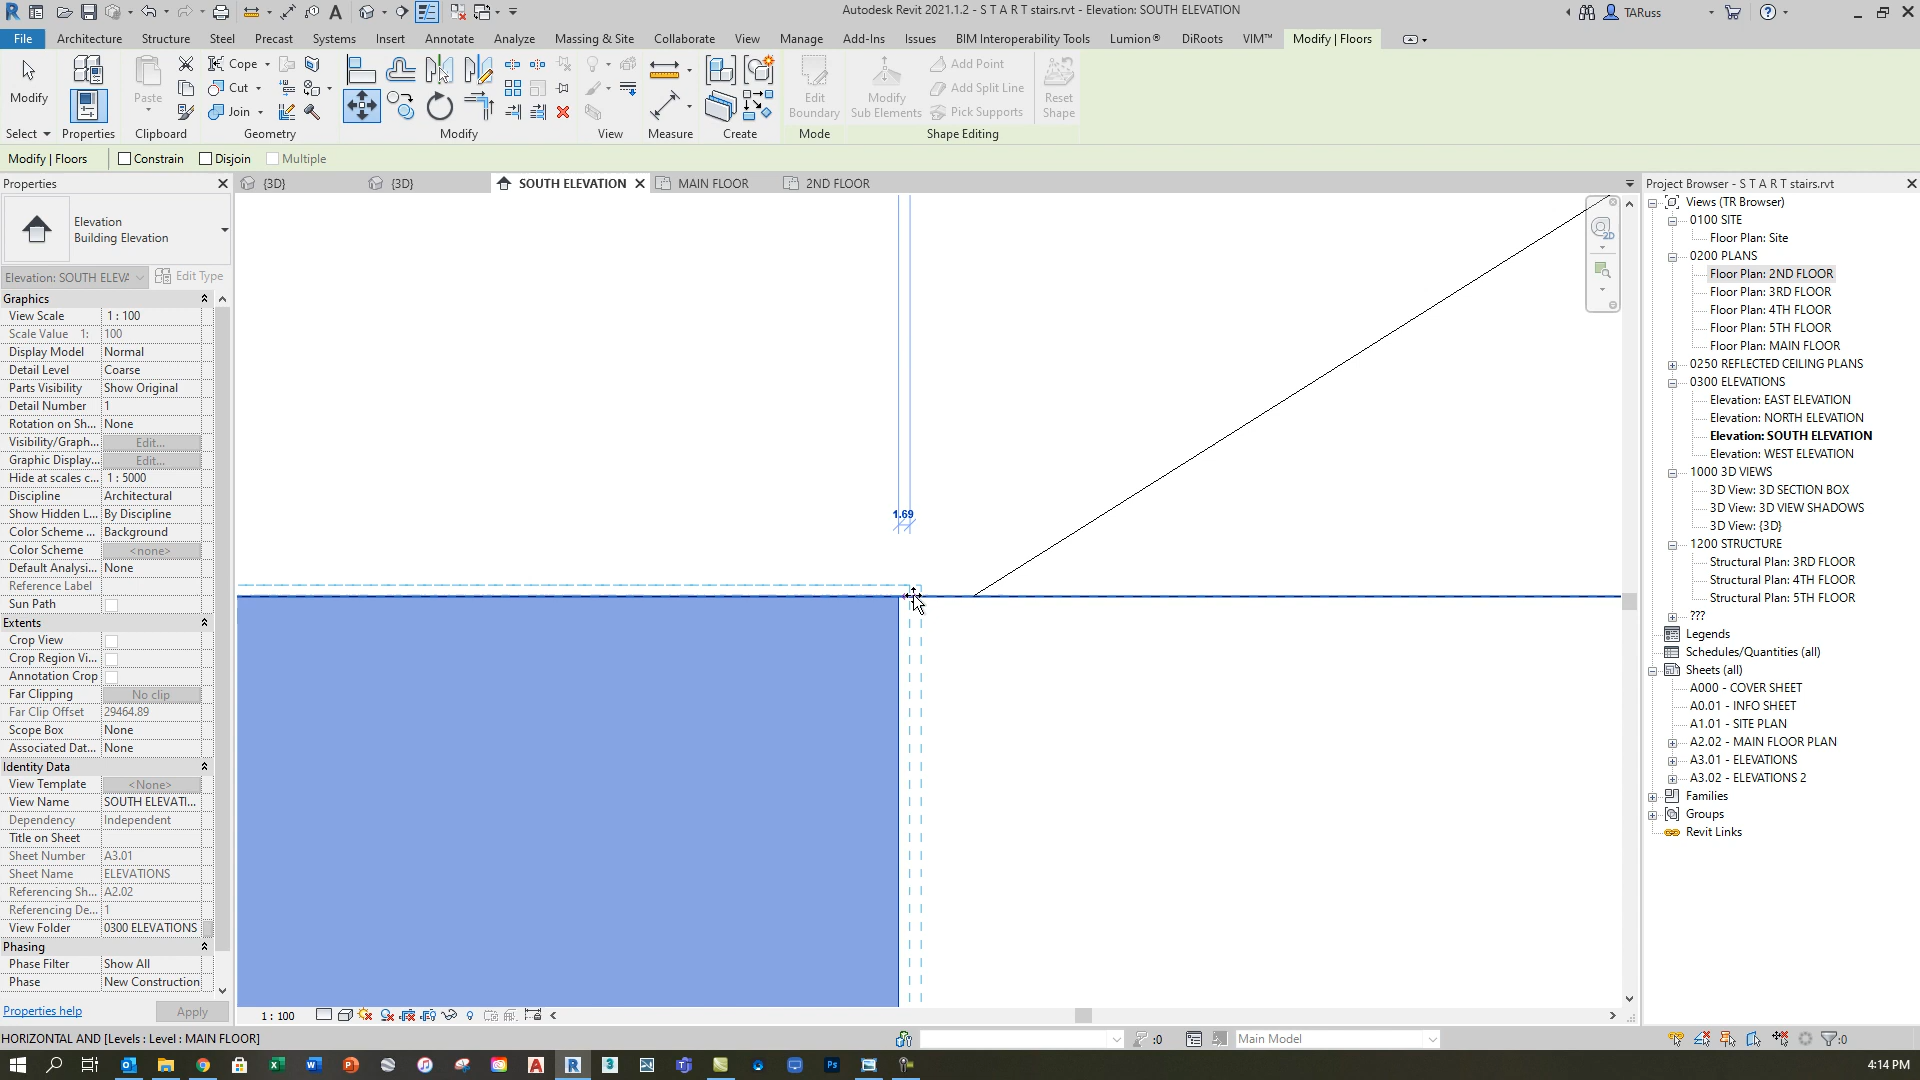 Autodesk Revit 2021.1.2 - S T A R T stairs.rvt - Elevation: SOUTH ELEVATION
TARuss
File Architecture Structure Steel Precast Systems Insert Annotate Analyze Massing & Site Collaborate View Manage Add-Ins Issues BIM Interoperability Tools Lumion® DiRoots VIM™ Modify | Floors
Cope
Add Point
Modify
Paste
Cut
Edit
Boundary
Modify
Sub Elements
Add Split Line
Reset
Shape
Join
Pick Supports
Select Properties Clipboard Geometry Modify View Measure Create Mode Shape Editing
Modify | Floors Constrain Disjoin Multiple
Properties
{3D} {3D} SOUTH ELEVATION MAIN FLOOR 2ND FLOOR
Project Browser - S T A R T stairs.rvt
Elevation
Building Elevation
Elevation: SOUTH ELEVA Edit Type
Graphics
View Scale 1 : 100
Scale Value 1: 100
Display Model Normal
Detail Level Coarse
Parts Visibility Show Original
Detail Number 1
Rotation on Sh... None
Visibility/Graph... Edit...
Graphic Display... Edit...
Hide at scales c... 1 : 5000
Discipline Architectural
Show Hidden L... By Discipline
Color Scheme ... Background
Color Scheme <none>
Default Analysi... None
Reference Label
Sun Path
Extents
Crop View
Crop Region Vi...
Annotation Crop
Far Clipping No clip
Far Clip Offset 29464.89
Scope Box None
Associated Dat... None
Identity Data
View Template <None>
View Name SOUTH ELEVATI...
Dependency Independent
Title on Sheet
Sheet Number A3.01
Sheet Name ELEVATIONS
Referencing Sh... A2.02
Referencing De... 1
View Folder 0300 ELEVATIONS
Phasing
Phase Filter Show All
Phase New Construction
Properties help Apply
1.69
2D
Views (TR Browser)
0100 SITE
Floor Plan: Site
0200 PLANS
Floor Plan: 2ND FLOOR
Floor Plan: 3RD FLOOR
Floor Plan: 4TH FLOOR
Floor Plan: 5TH FLOOR
Floor Plan: MAIN FLOOR
0250 REFLECTED CEILING PLANS
0300 ELEVATIONS
Elevation: EAST ELEVATION
Elevation: NORTH ELEVATION
Elevation: SOUTH ELEVATION
Elevation: WEST ELEVATION
1000 3D VIEWS
3D View: 3D SECTION BOX
3D View: 3D VIEW SHADOWS
3D View: {3D}
1200 STRUCTURE
Structural Plan: 3RD FLOOR
Structural Plan: 4TH FLOOR
Structural Plan: 5TH FLOOR
???
Legends
Schedules/Quantities (all)
Sheets (all)
A000 - COVER SHEET
A0.01 - INFO SHEET
A1.01 - SITE PLAN
A2.02 - MAIN FLOOR PLAN
A3.01 - ELEVATIONS
A3.02 - ELEVATIONS 2
Families
Groups
Revit Links
1 : 100
HORIZONTAL AND [Levels : Level : MAIN FLOOR]
:0 Main Model :0
4:14 PM